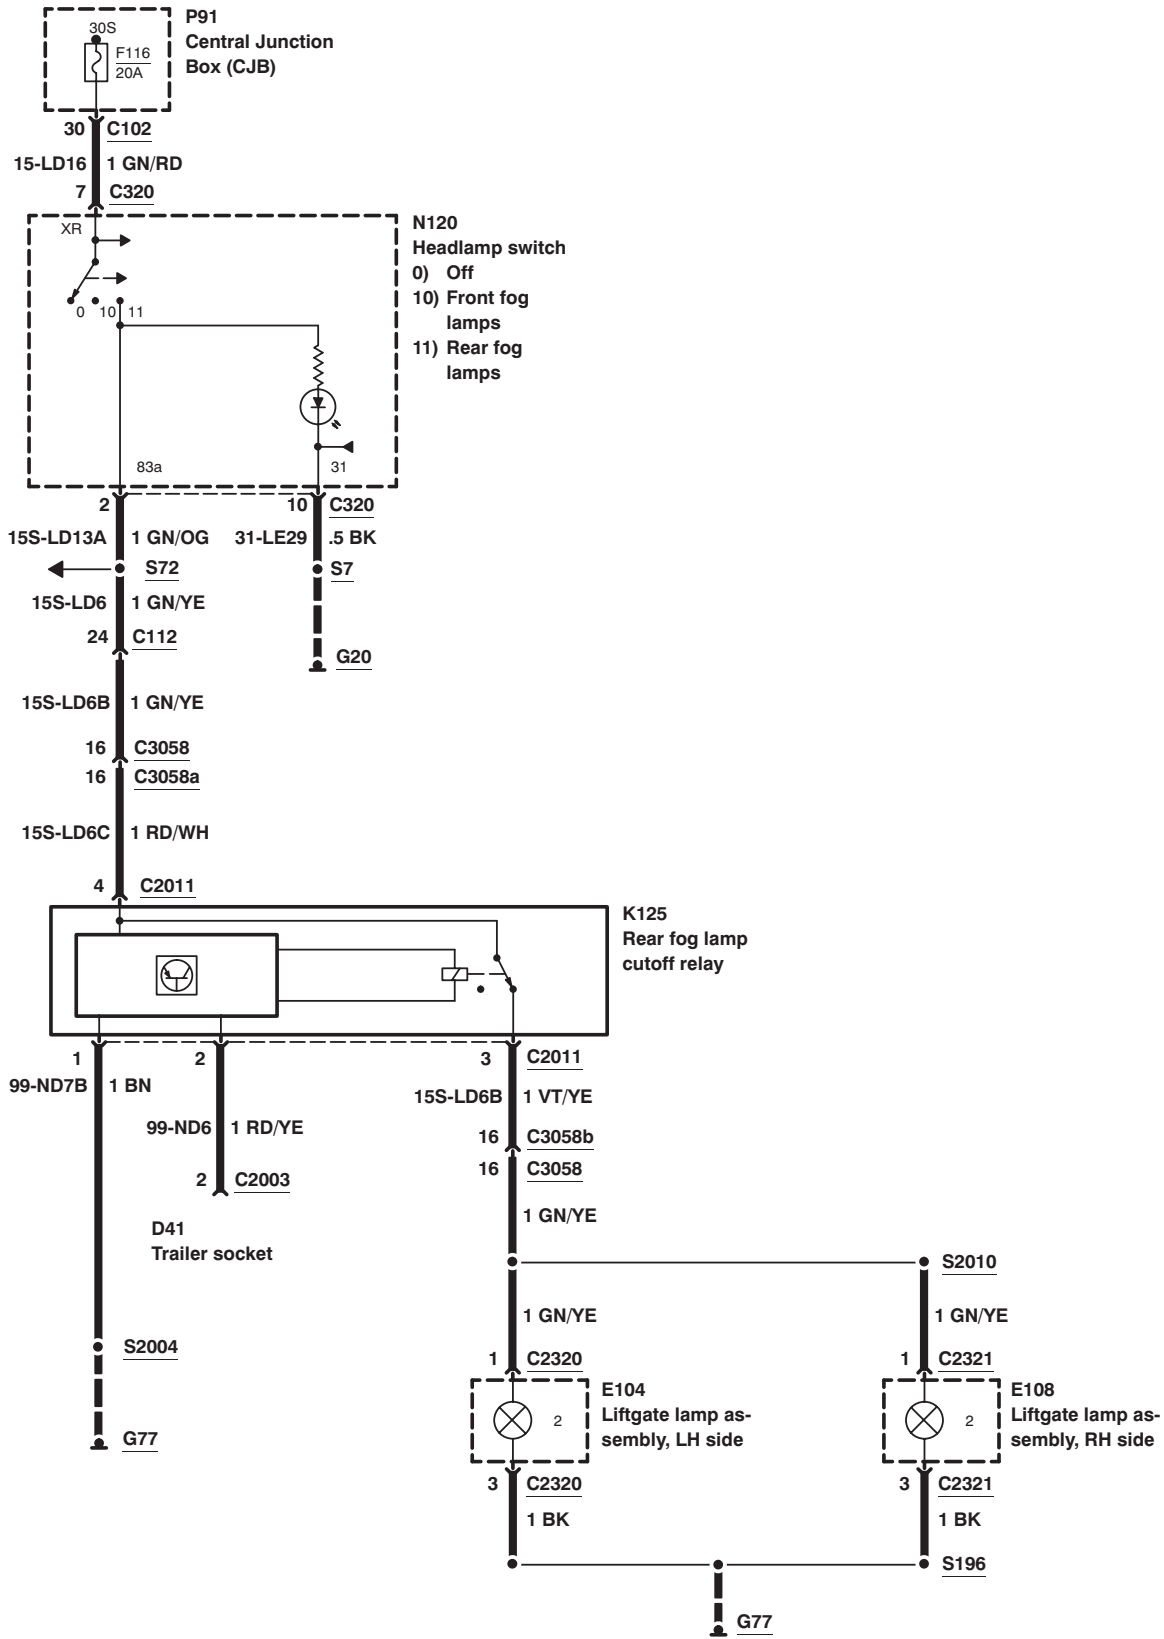 P91
30S
Central Junction
F116
Box (CJB)
20A
30 C102
15-LD16 1 GN/RD
7 C320
N120
XR
Headlamp switch
0) Off
10) Front fog
lamps
0 10 11
11) Rear fog
lamps
83a 31
2 10 C320
15S-LD13A 1 GN/OG 31-LE29 .5 BK
S72 S7
15S-LD6 1 GN/YE
24 C112
G20
15S-LD6B 1 GN/YE
16 C3058
16 C3058a
15S-LD6C 1 RD/WH
4 C2011
K125
Rear fog lamp
cutoff relay
1 2 3 C2011
99-ND7B 1 BN
15S-LD6B 1 VT/YE
99-ND6 1 RD/YE
16 C3058b
16 C3058
2 C2003
1 GN/YE
D41
Trailer socket
S2010
1 GN/YE 1 GN/YE
S2004
1 C2320 1 C2321
E104 E108
Liftgate lamp as- Liftgate lamp as-
2 2
sembly, LH side sembly, RH side
G77
3 C2320 3 C2321
1 BK 1 BK
S196
G77